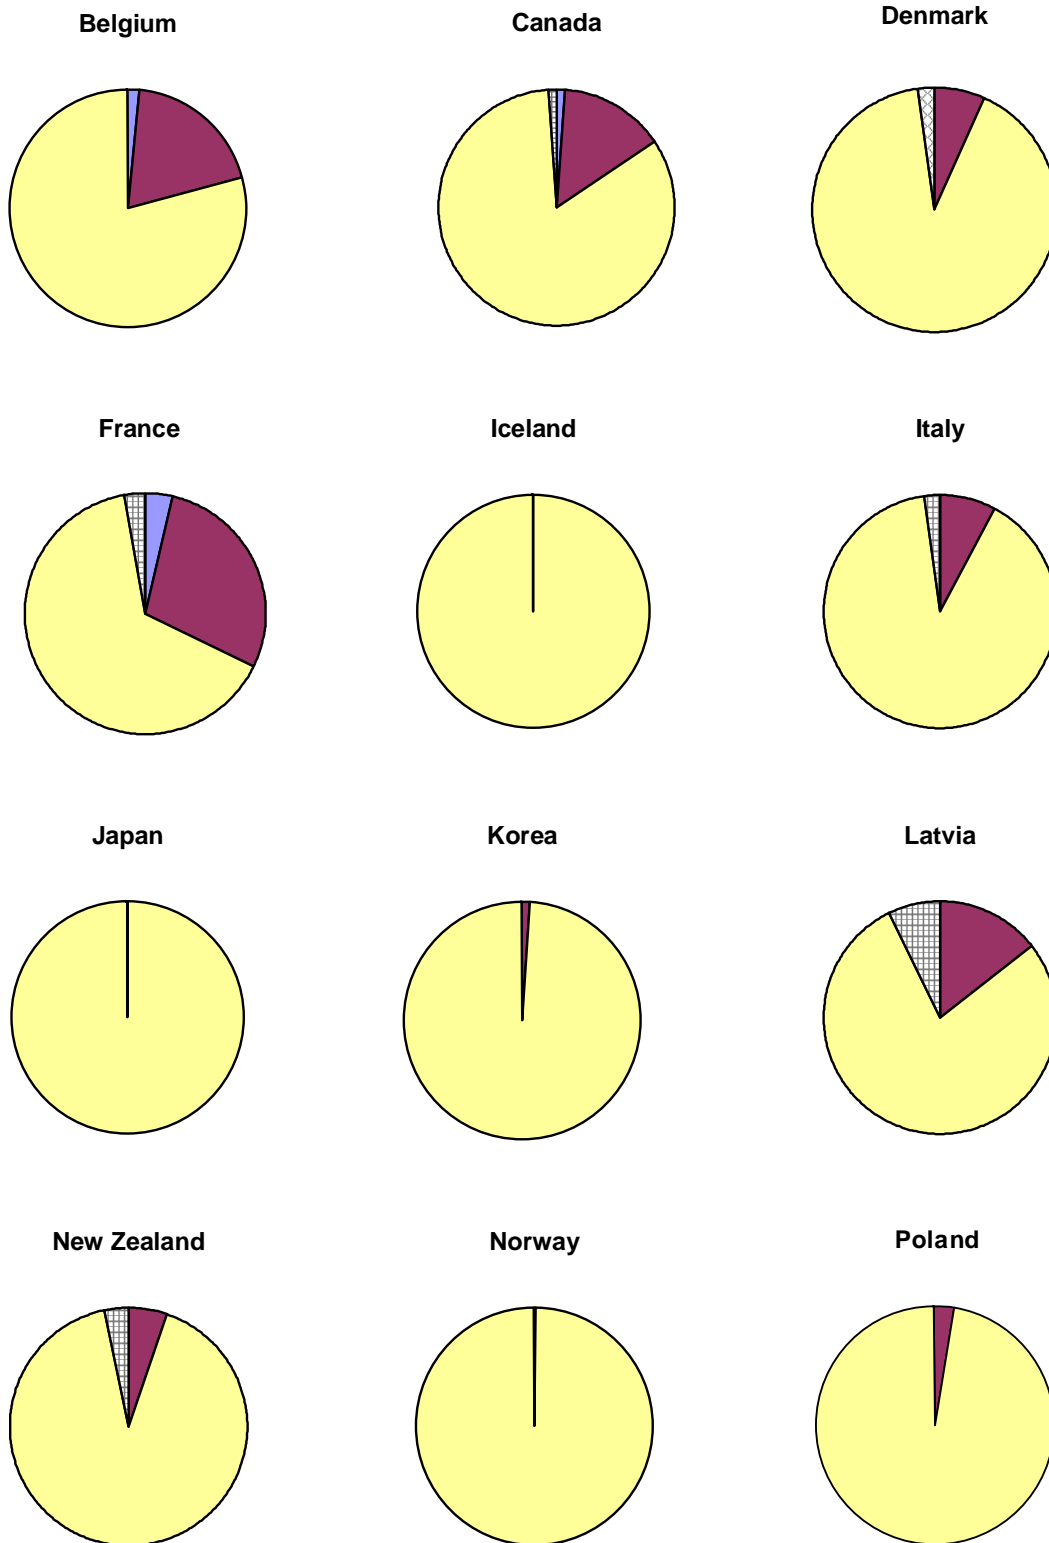 Belgium
Canada
Denmark
France
Iceland
Italy
Japan
Korea
Latvia
New Zealand
Norway
Poland